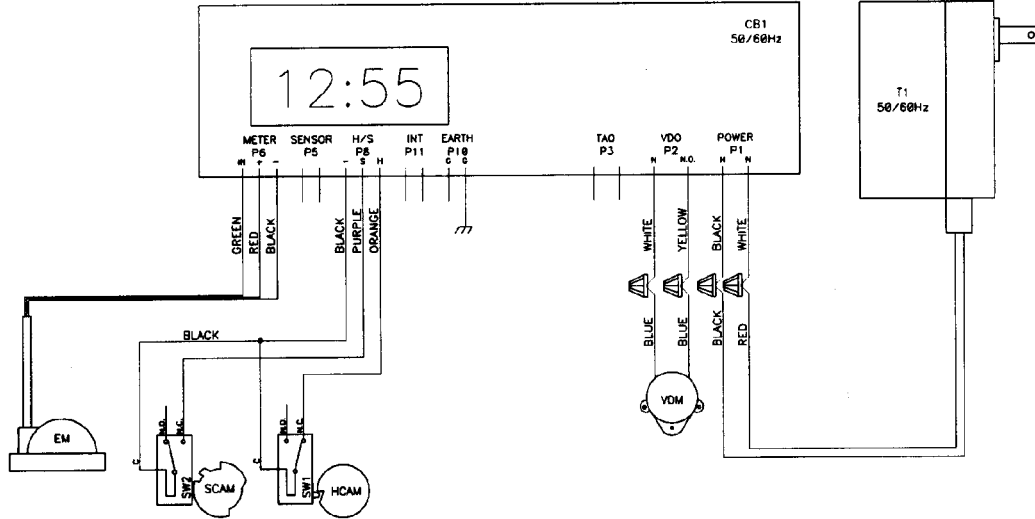 CB1
50/60Hz
12:55
T1
50/60Hz
METER
P6
SENSOR
P5
H/S
P8
INT
P11
EARTH
P10
TAO
P3
VDO
P2
POWER
P1
IN + -
- S H
G G
N N.O.
H N
GREEN
RED
BLACK
BLACK
PURPLE
ORANGE
WHITE
YELLOW
BLACK
WHITE
BLUE
BLUE
BLACK
RED
BLACK
VDM
EM
N.O.
N.C.
C
SW2
SCAM
N.O.
N.C.
C
SW1
HCAM